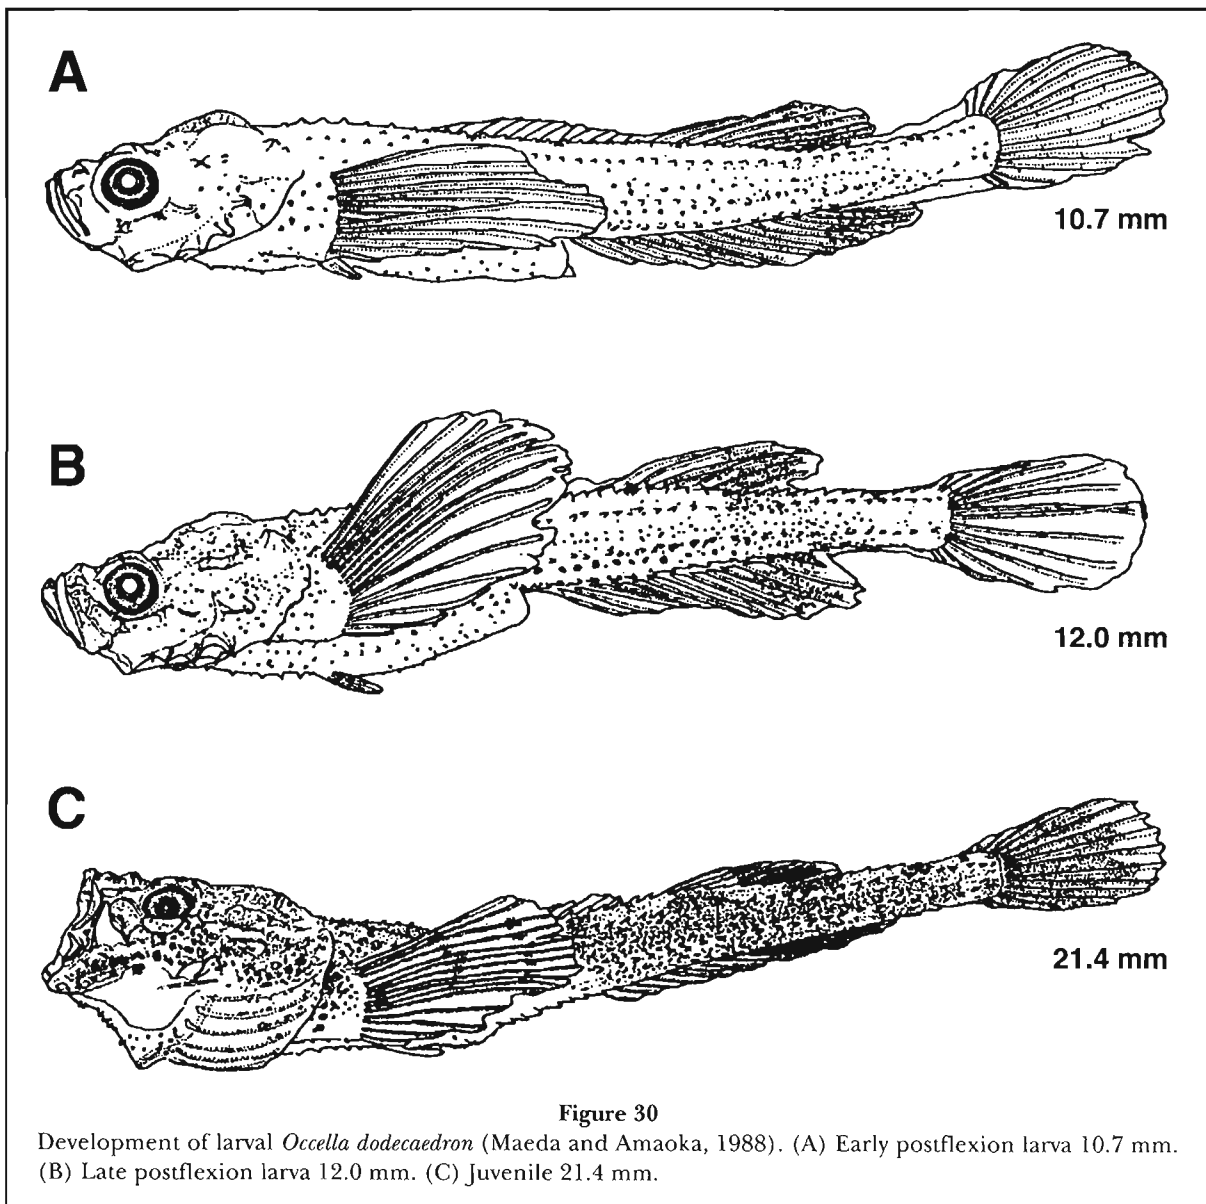 A
10.7 mm
B
12.0 mm
C
21.4 mm
Figure 30
Development of larval Occella dodecaedron (Maeda and Amaoka, 1988). (A) Early postflexion larva 10.7 mm.
(B) Late postflexion larva 12.0 mm. (C) Juvenile 21.4 mm.